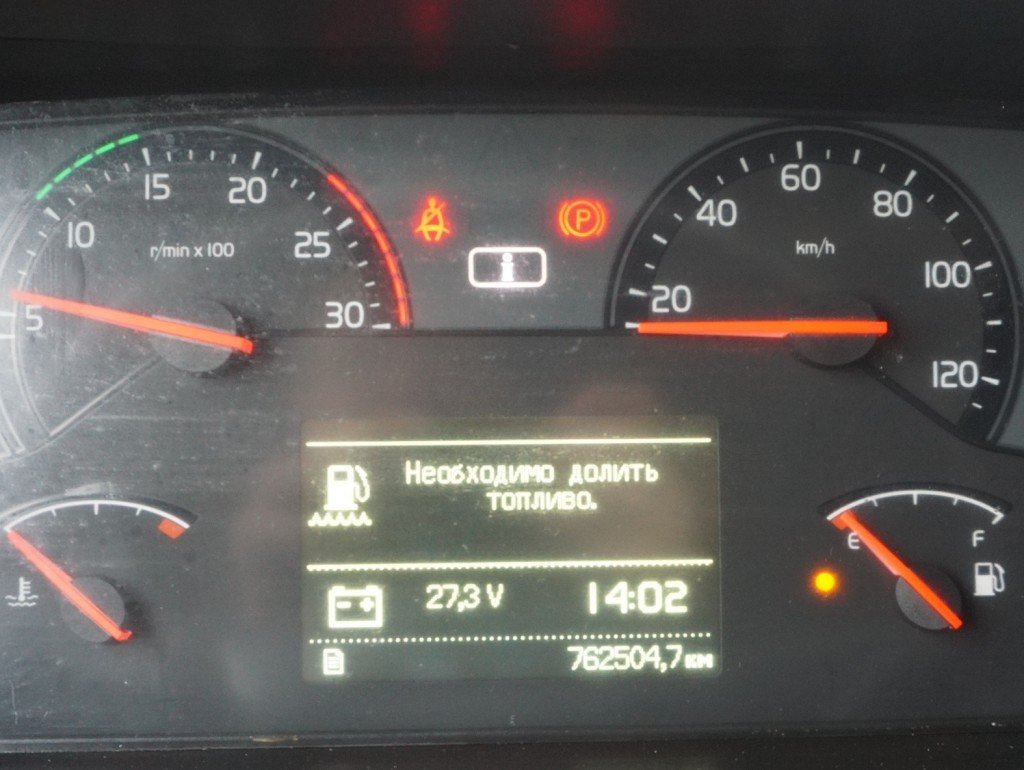 5
10
15
20
25
30
r/min x 100
P
i
20
40
60
80
100
120
km/h
Необходимо долить
топливо.
27,3 V
14:02
762504,7 км
E
F